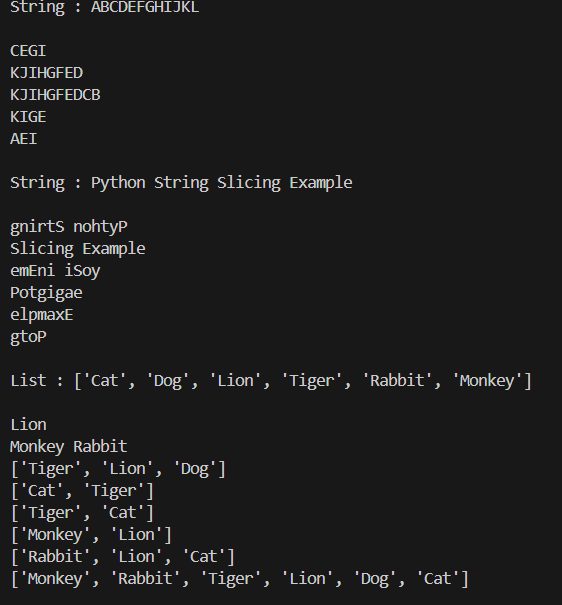 String : ABCDEFGHIJKL
CEGI
KJIHGFED
KJIHGFEDCB
KIGE
AEI
String : Python String Slicing Example
gnirtS nohtyP
Slicing Example
emEni iSoy
Potgigae
elpmaxE
gtoP
List : ['Cat', 'Dog', 'Lion', 'Tiger', 'Rabbit', 'Monkey']
Lion
Monkey Rabbit
['Tiger', 'Lion', 'Dog']
['Cat', 'Tiger']
['Tiger', 'Cat']
['Monkey', 'Lion']
['Rabbit', 'Lion', 'Cat']
['Monkey', 'Rabbit', 'Tiger', 'Lion', 'Dog', 'Cat']